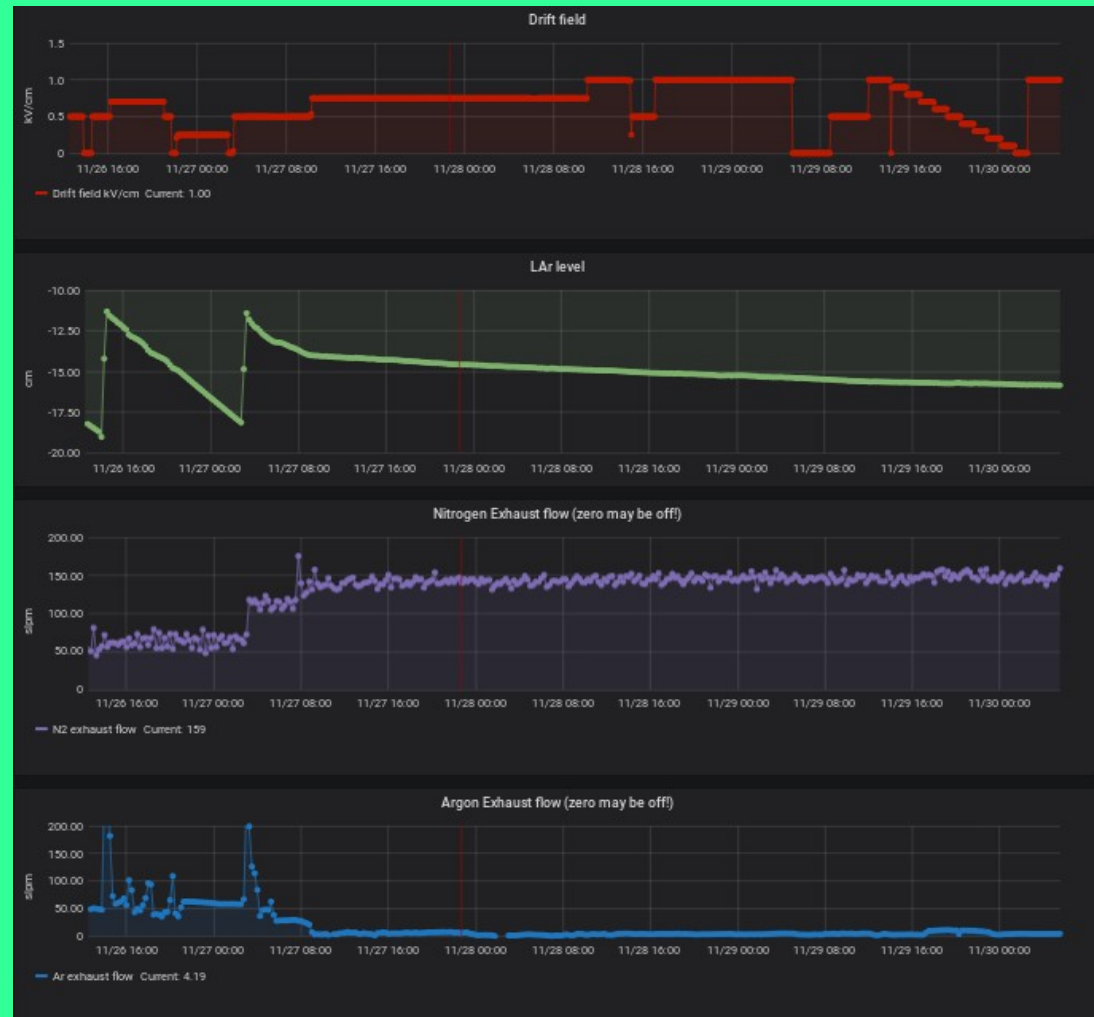 Drift field
1.5
1.0
0.5
0
kV/cm
11/26 16:00 11/27 00:00 11/27 08:00 11/27 16:00 11/28 00:00 11/28 08:00 11/28 16:00 11/29 00:00 11/29 08:00 11/29 16:00 11/30 00:00
Drift field kV/cm Current: 1.00
LAr level
-10.00
-12.50
-15.00
-17.50
-20.00
cm
11/26 16:00 11/27 00:00 11/27 08:00 11/27 16:00 11/28 00:00 11/28 08:00 11/28 16:00 11/29 00:00 11/29 08:00 11/29 16:00 11/30 00:00
Nitrogen Exhaust flow (zero may be off!)
200.00
150.00
100.00
50.00
0
slpm
11/26 16:00 11/27 00:00 11/27 08:00 11/27 16:00 11/28 00:00 11/28 08:00 11/28 16:00 11/29 00:00 11/29 08:00 11/29 16:00 11/30 00:00
N2 exhaust flow Current: 159
Argon Exhaust flow (zero may be off!)
200.00
150.00
100.00
50.00
0
slpm
11/26 16:00 11/27 00:00 11/27 08:00 11/27 16:00 11/28 00:00 11/28 08:00 11/28 16:00 11/29 00:00 11/29 08:00 11/29 16:00 11/30 00:00
Ar exhaust flow Current: 4.19